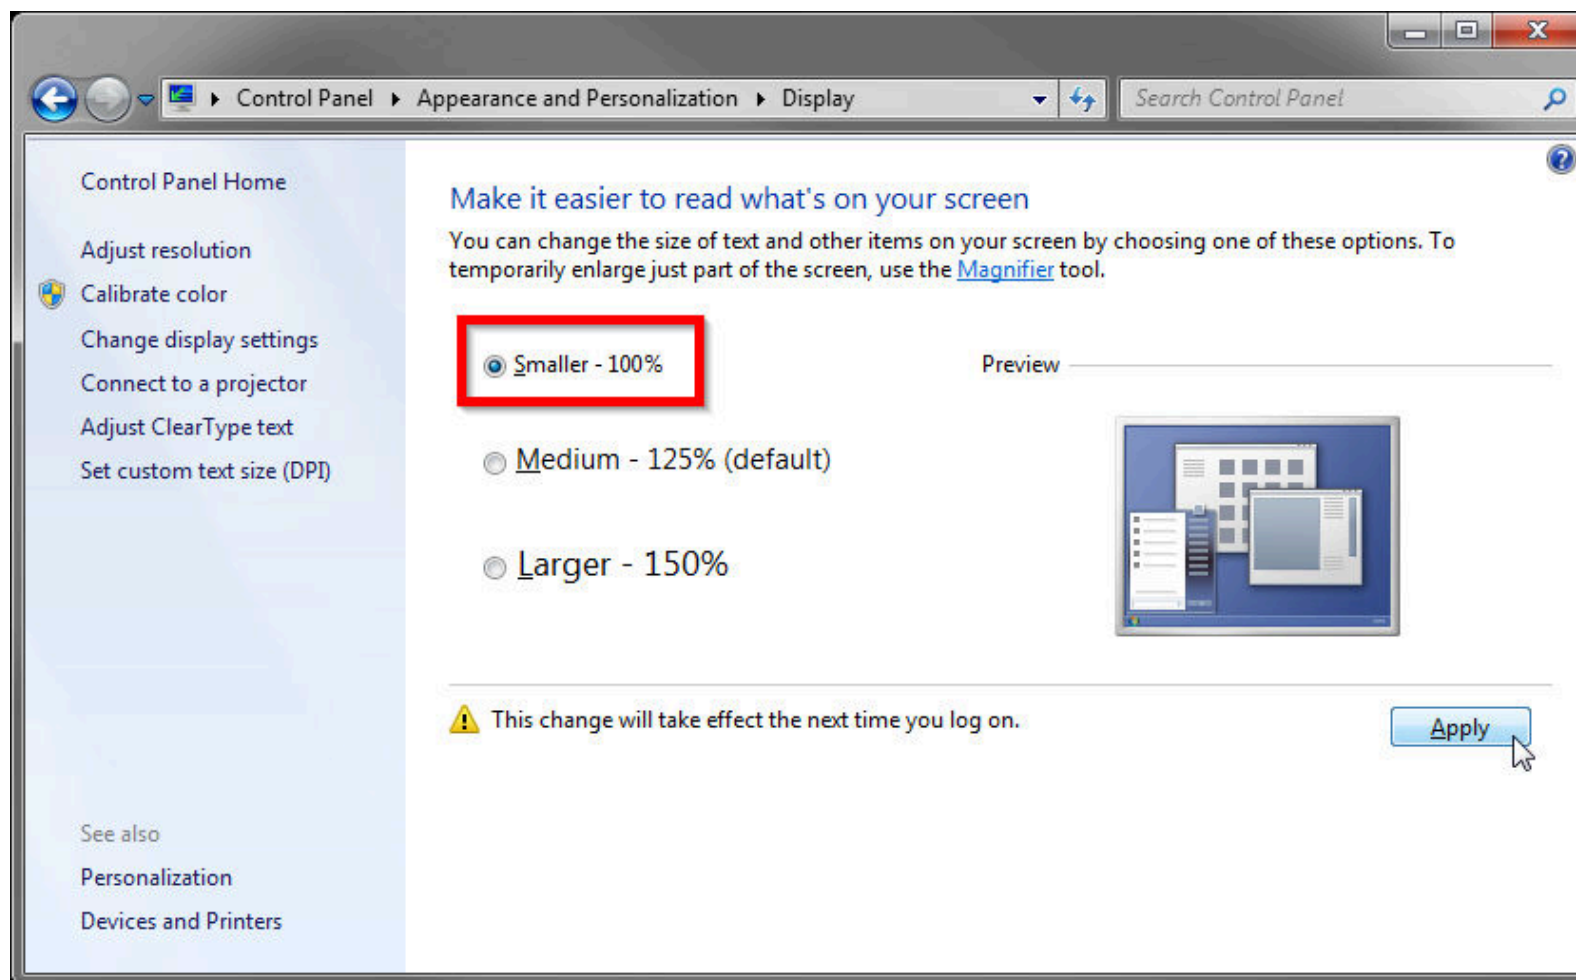 Control Panel ▸ Appearance and Personalization ▸ Display
Search Control Panel
Control Panel Home
Adjust resolution
Calibrate color
Change display settings
Connect to a projector
Adjust ClearType text
Set custom text size (DPI)
See also
Personalization
Devices and Printers
Make it easier to read what's on your screen
You can change the size of text and other items on your screen by choosing one of these options. To
temporarily enlarge just part of the screen, use the Magnifier tool.
Smaller - 100%
Medium - 125% (default)
Larger - 150%
Preview
This change will take effect the next time you log on.
Apply